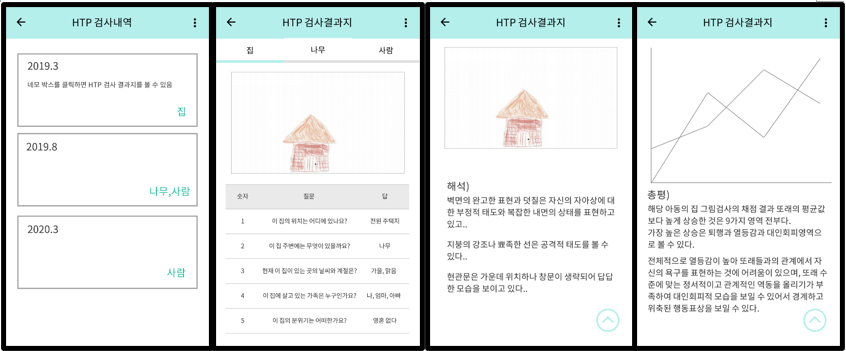 HTP 검사내역
2019.3
네모 박스를 클릭하면 HTP 검사 결과지를 볼 수 있음
집
2019.8
나무,사람
2020.3
사람
HTP 검사결과지
집 나무 사람
숫자 질문 답
1 이 집의 위치는 어디에 있나요? 전원 주택지
2 이 집 주변에는 무엇이 있을까요? 나무
3 현재 이 집이 있는 곳의 날씨와 계절은? 가을, 맑음
4 이 집에 살고 있는 가족은 누구인가요? 나, 엄마, 아빠
5 이 집의 분위기는 어떠한가요? 영혼 없다
HTP 검사결과지
해석)
벽면의 완고한 표현과 덧칠은 자신의 자아상에 대
한 부정적 태도와 복잡한 내면의 상태를 표현하고
있고..
지붕의 강조나 뾰족한 선은 공격적 태도를 볼 수
있다..
현관문은 가운데 위치하나 창문이 생략되어 답답
한 모습을 보이고 있다..
HTP 검사결과지
총평)
해당 아동의 집 그림검사의 채점 결과 또래의 평균값
보다 높게 상승한 것은 9가지 영역 전부다.
가장 높은 상승은 퇴행과 열등감과 대인회피영역으
로 볼 수 있다.
전체적으로 열등감이 높아 또래들과의 관계에서 자
신의 욕구를 표현하는 것에 어려움이 있으며, 또래 수
준에 맞는 정서적이고 관계적인 역동을 올리기가 부
족하여 대인회피적 모습을 보일 수 있어서 경계하고
위축된 행동표상을 보일 수 있다.